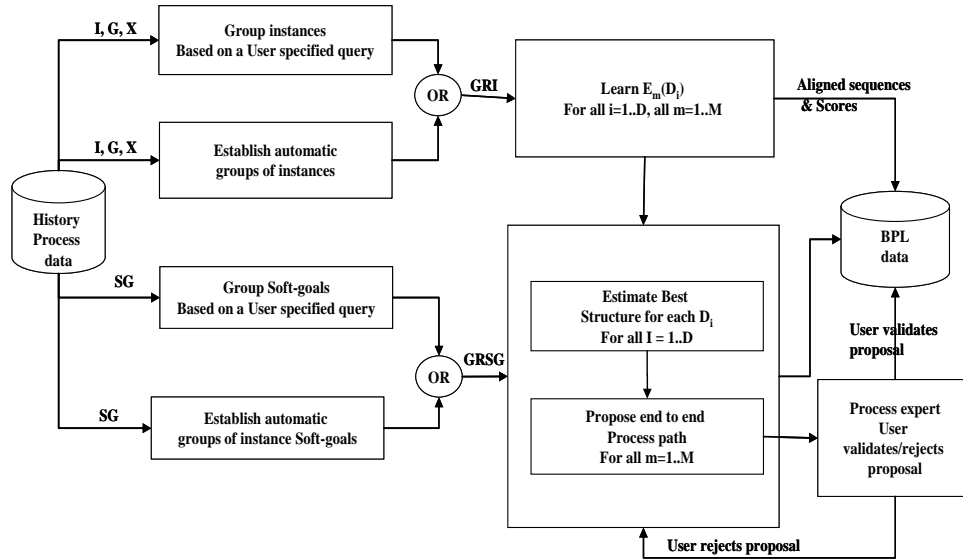 I, G, X
Group instances
Based on a User specified query
OR
GRI
Learn Em(Di)
For all i=1..D, all m=1..M
Aligned sequences
& Scores
I, G, X
Establish automatic
groups of instances
History
Process
data
BPL
data
SG
Group Soft-goals
Based on a User specified query
OR
GRSG
Estimate Best
Structure for each Di
For all I = 1..D
User validates
proposal
SG
Establish automatic
groups of instance Soft-goals
Propose end to end
Process path
For all m=1..M
Process expert
User
validates/rejects
proposal
User rejects proposal